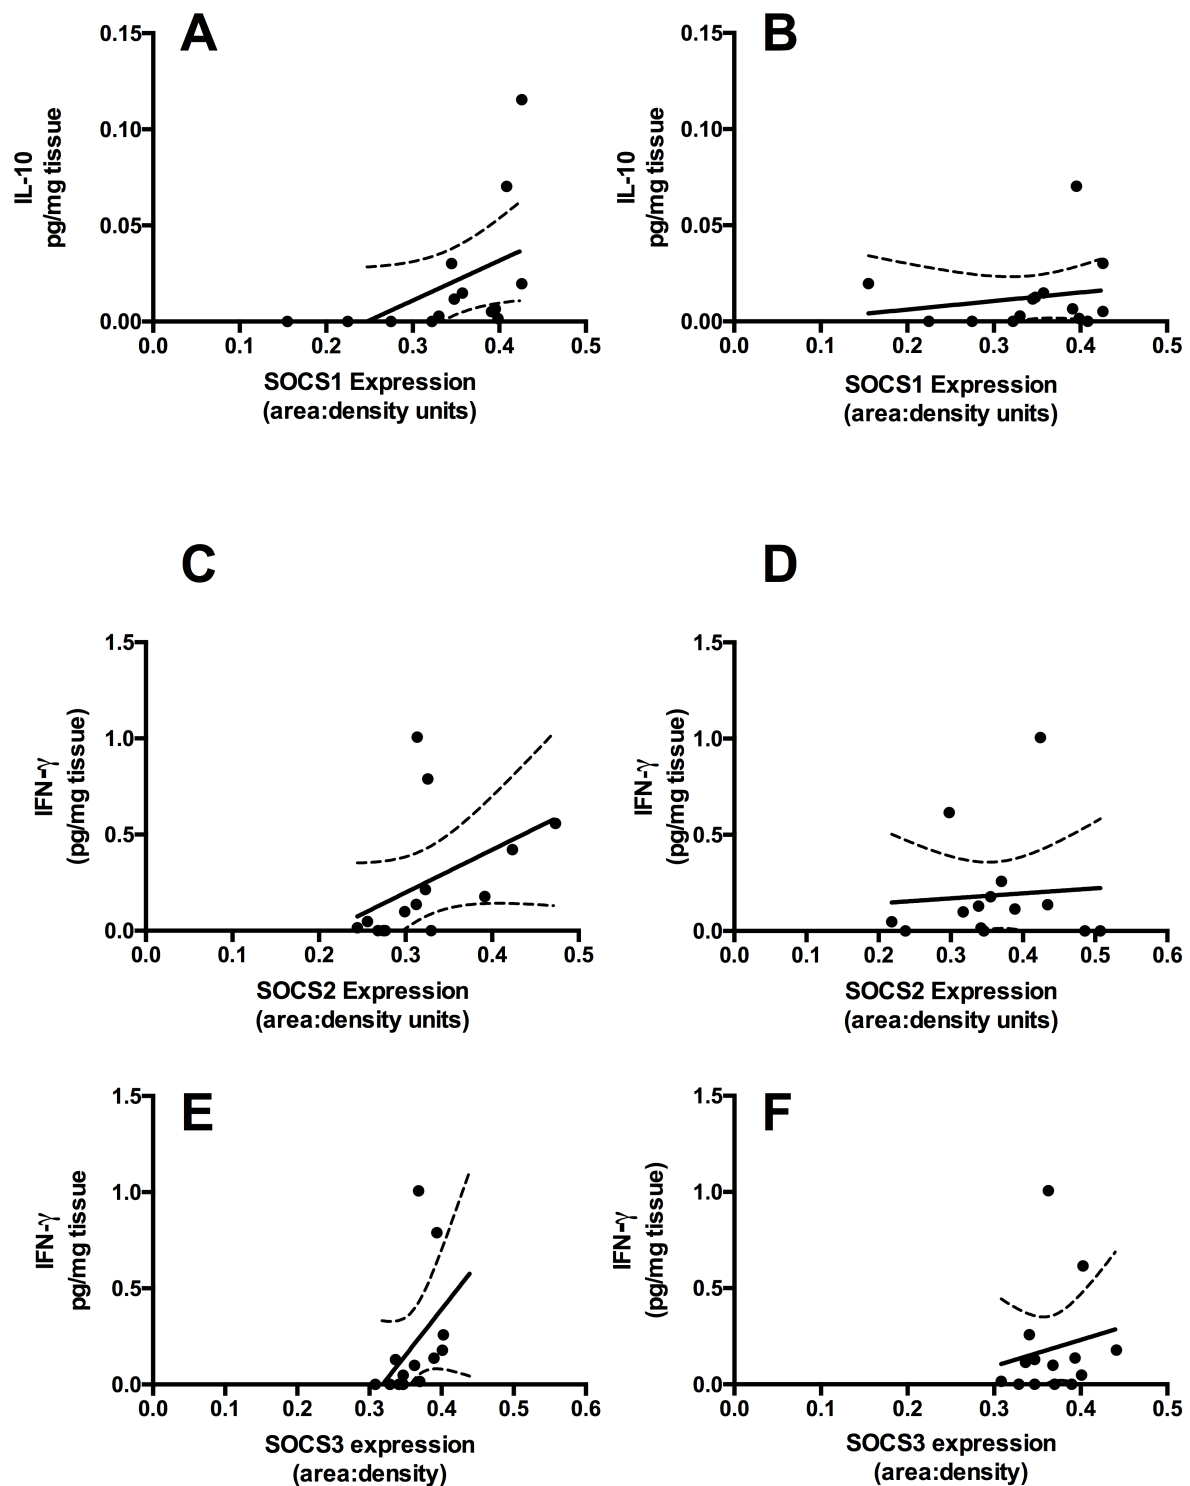 A
0.15
0.10
0.05
0.00
IL-10
pg/mg tissue
0.0 0.1 0.2 0.3 0.4 0.5
SOCS1 Expression
(area:density units)
B
0.15
0.10
0.05
0.00
IL-10
pg/mg tissue
0.0 0.1 0.2 0.3 0.4 0.5
SOCS1 Expression
(area:density units)
C
1.5
1.0
0.5
0.0
IFN-γ
(pg/mg tissue)
0.0 0.1 0.2 0.3 0.4 0.5
SOCS2 Expression
(area:density units)
D
1.5
1.0
0.5
0.0
IFN-γ
(pg/mg tissue)
0.0 0.1 0.2 0.3 0.4 0.5 0.6
SOCS2 Expression
(area:density units)
E
1.5
1.0
0.5
0.0
IFN-γ
pg/mg tissue
0.0 0.1 0.2 0.3 0.4 0.5 0.6
SOCS3 expression
(area:density)
F
1.5
1.0
0.5
0.0
IFN-γ
(pg/mg tissue)
0.0 0.1 0.2 0.3 0.4 0.5
SOCS3 expression
(area:density)